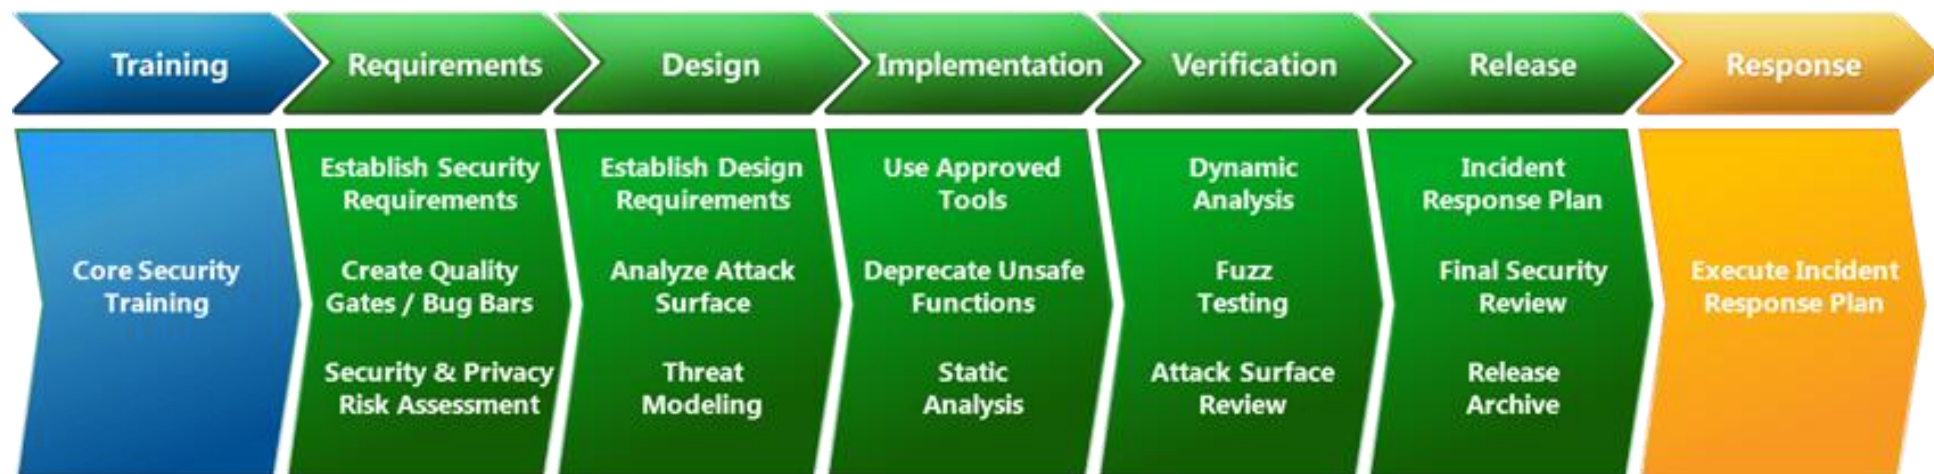 Training
Requirements
Design
Implementation
Verification
Release
Response
Core Security
Training
Establish Security
Requirements
Create Quality
Gates / Bug Bars
Security & Privacy
Risk Assessment
Establish Design
Requirements
Analyze Attack
Surface
Threat
Modeling
Use Approved
Tools
Deprecate Unsafe
Functions
Static
Analysis
Dynamic
Analysis
Fuzz
Testing
Attack Surface
Review
Incident
Response Plan
Final Security
Review
Release
Archive
Execute Incident
Response Plan